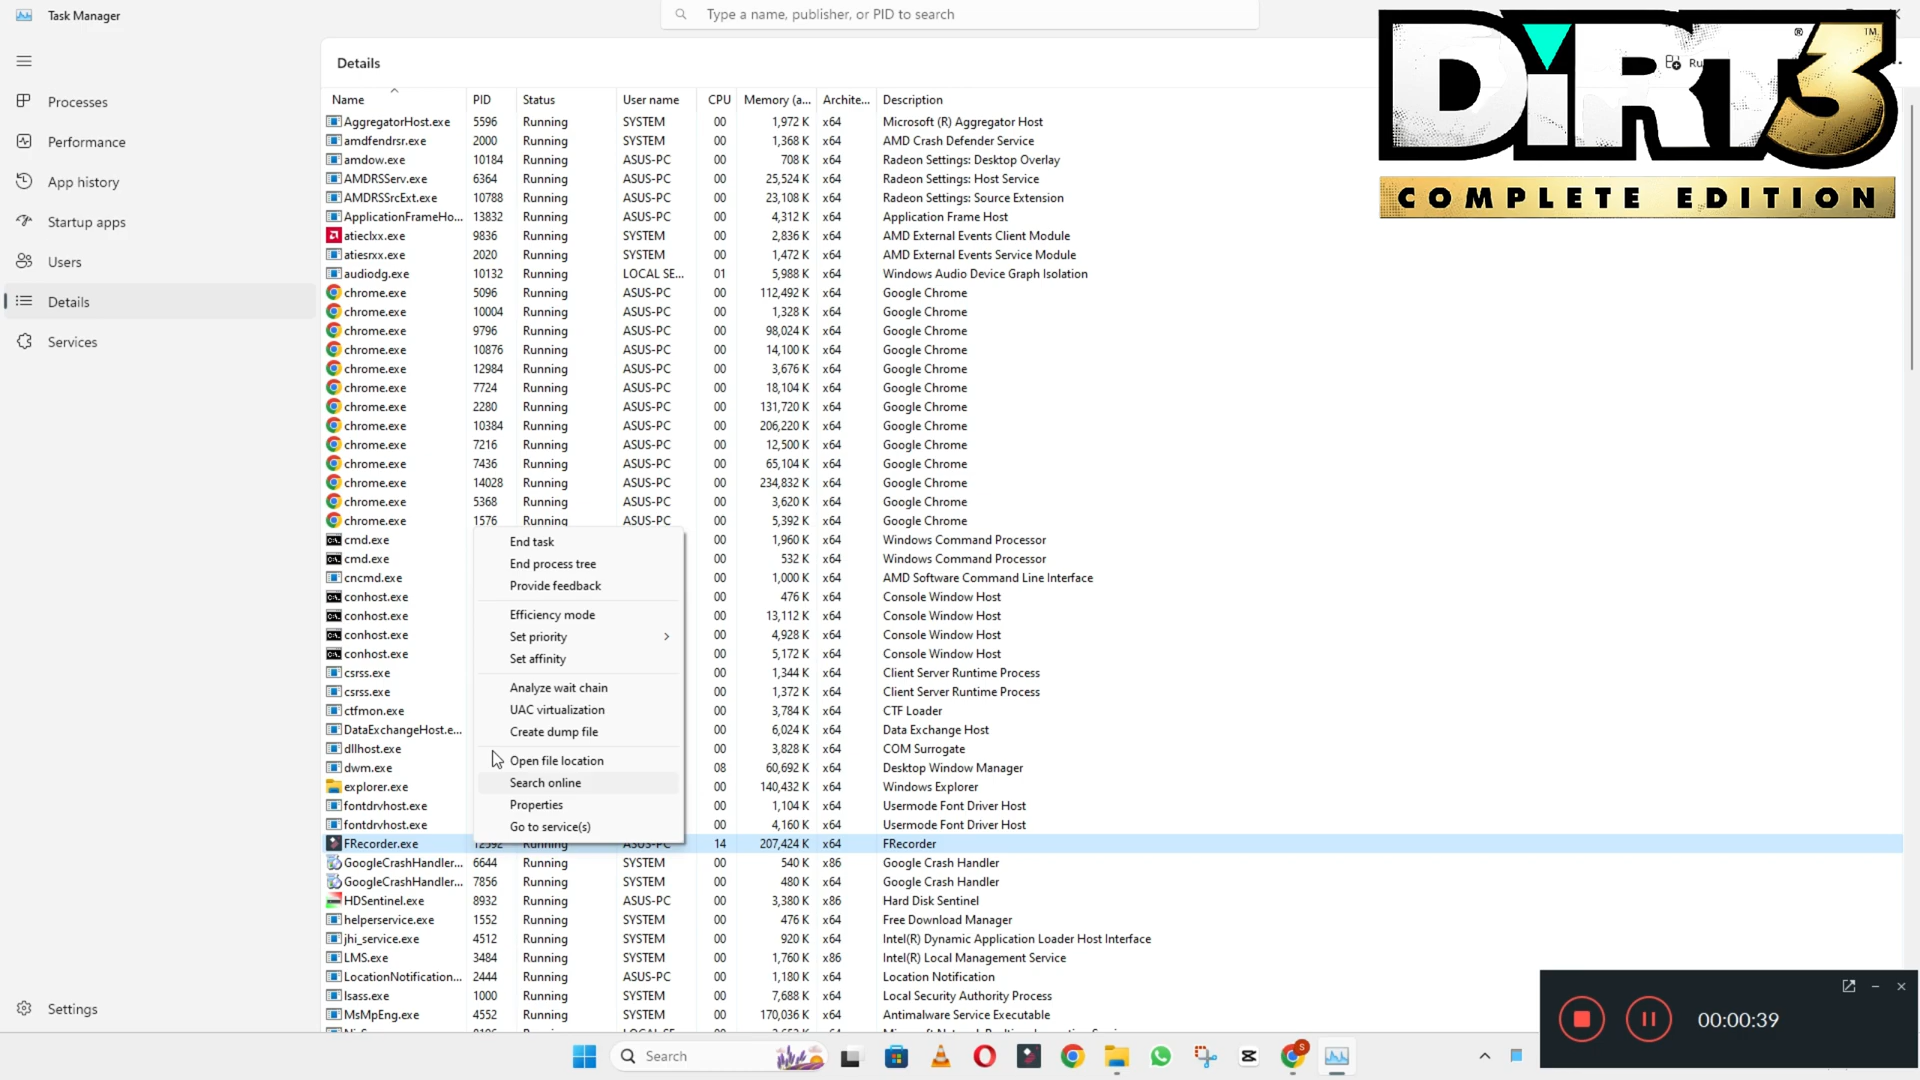 Task Manager
Type a name, publisher, or PID to search
DiRT3
®
TM
COMPLETE EDITION
Details
Ru
Processes
Performance
App history
Startup apps
Users
Details
Services
Settings
Name PID Status User name CPU Memory (a... Archite... Description
AggregatorHost.exe 5596 Running SYSTEM 00 1,972 K x64 Microsoft (R) Aggregator Host
amdfendrsr.exe 2000 Running SYSTEM 00 1,368 K x64 AMD Crash Defender Service
amdow.exe 10184 Running ASUS-PC 00 708 K x64 Radeon Settings: Desktop Overlay
AMDRSServ.exe 6364 Running ASUS-PC 00 25,524 K x64 Radeon Settings: Host Service
AMDRSSrcExt.exe 10788 Running ASUS-PC 00 23,108 K x64 Radeon Settings: Source Extension
ApplicationFrameHo... 13832 Running ASUS-PC 00 4,312 K x64 Application Frame Host
atieclxx.exe 9836 Running SYSTEM 00 2,836 K x64 AMD External Events Client Module
atiesrxx.exe 2020 Running SYSTEM 00 1,472 K x64 AMD External Events Service Module
audiodg.exe 10132 Running LOCAL SE... 01 5,988 K x64 Windows Audio Device Graph Isolation
chrome.exe 5096 Running ASUS-PC 00 112,492 K x64 Google Chrome
chrome.exe 10004 Running ASUS-PC 00 1,328 K x64 Google Chrome
chrome.exe 9796 Running ASUS-PC 00 98,024 K x64 Google Chrome
chrome.exe 10876 Running ASUS-PC 00 14,100 K x64 Google Chrome
chrome.exe 12984 Running ASUS-PC 00 3,676 K x64 Google Chrome
chrome.exe 7724 Running ASUS-PC 00 18,104 K x64 Google Chrome
chrome.exe 2280 Running ASUS-PC 00 131,720 K x64 Google Chrome
chrome.exe 10384 Running ASUS-PC 00 206,220 K x64 Google Chrome
chrome.exe 7216 Running ASUS-PC 00 12,500 K x64 Google Chrome
chrome.exe 7436 Running ASUS-PC 00 65,104 K x64 Google Chrome
chrome.exe 14028 Running ASUS-PC 00 234,832 K x64 Google Chrome
chrome.exe 5368 Running ASUS-PC 00 3,620 K x64 Google Chrome
chrome.exe 1576 Running ASUS-PC 00 5,392 K x64 Google Chrome
cmd.exe 00 1,960 K x64 Windows Command Processor
cmd.exe 00 532 K x64 Windows Command Processor
cncmd.exe 00 1,000 K x64 AMD Software Command Line Interface
conhost.exe 00 476 K x64 Console Window Host
conhost.exe 00 13,112 K x64 Console Window Host
conhost.exe 00 4,928 K x64 Console Window Host
conhost.exe 00 5,172 K x64 Console Window Host
csrss.exe 00 1,344 K x64 Client Server Runtime Process
csrss.exe 00 1,372 K x64 Client Server Runtime Process
ctfmon.exe 00 3,784 K x64 CTF Loader
DataExchangeHost.e... 00 6,024 K x64 Data Exchange Host
dllhost.exe 00 3,828 K x64 COM Surrogate
dwm.exe 08 60,692 K x64 Desktop Window Manager
explorer.exe 00 140,432 K x64 Windows Explorer
fontdrvhost.exe 00 1,104 K x64 Usermode Font Driver Host
fontdrvhost.exe 00 4,160 K x64 Usermode Font Driver Host
FRecorder.exe 12592 Running ASUS-PC 14 207,424 K x64 FRecorder
GoogleCrashHandler... 6644 Running SYSTEM 00 540 K x86 Google Crash Handler
GoogleCrashHandler... 7856 Running SYSTEM 00 480 K x64 Google Crash Handler
HDSentinel.exe 8932 Running ASUS-PC 00 3,380 K x86 Hard Disk Sentinel
helperservice.exe 1552 Running SYSTEM 00 476 K x64 Free Download Manager
jhi_service.exe 4512 Running SYSTEM 00 920 K x64 Intel(R) Dynamic Application Loader Host Interface
LMS.exe 3484 Running SYSTEM 00 1,760 K x86 Intel(R) Local Management Service
LocationNotification... 2444 Running ASUS-PC 00 1,180 K x64 Location Notification
lsass.exe 1000 Running SYSTEM 00 7,688 K x64 Local Security Authority Process
MsMpEng.exe 4552 Running SYSTEM 00 170,036 K x64 Antimalware Service Executable
End task
End process tree
Provide feedback
Efficiency mode
Set priority
Set affinity
Analyze wait chain
UAC virtualization
Create dump file
Open file location
Search online
Properties
Go to service(s)
00:00:39
Search